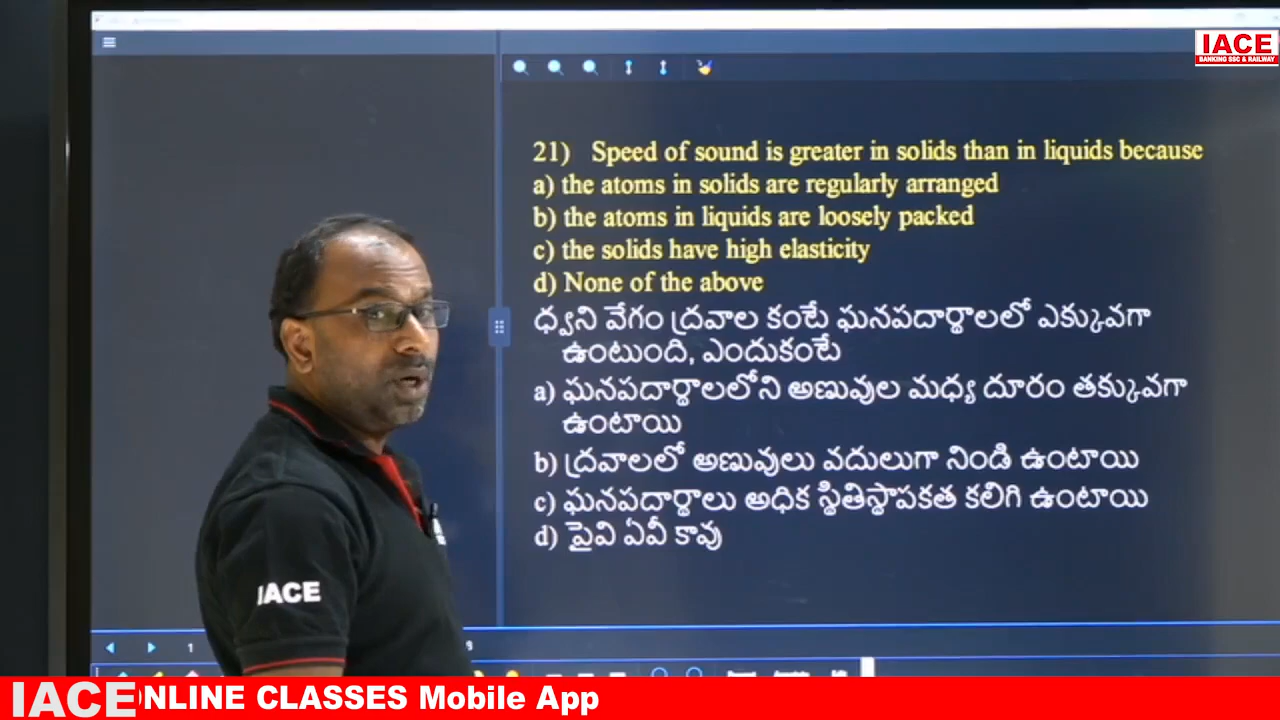 IACE
BANKING SSC & RAILWAY
21) Speed of sound is greater in solids than in liquids because
a) the atoms in solids are regularly arranged
b) the atoms in liquids are loosely packed
c) the solids have high elasticity
d) None of the above
ధ్వని వేగం ద్రవాల కంటే ఘనపదార్థాలలో ఎక్కువగా
ఉంటుంది, ఎందుకంటే
a) ఘనపదార్థాలలోని అణువుల మధ్య దూరం తక్కువగా
ఉంటాయి
b) ద్రవాలలో అణువులు వదులుగా నిండి ఉంటాయి
c) ఘనపదార్థాలు అధిక స్థితిస్థాపకత కలిగి ఉంటాయి
d) పైవి ఏవీ కావు
IACE
1
IACE NLINE CLASSES Mobile App